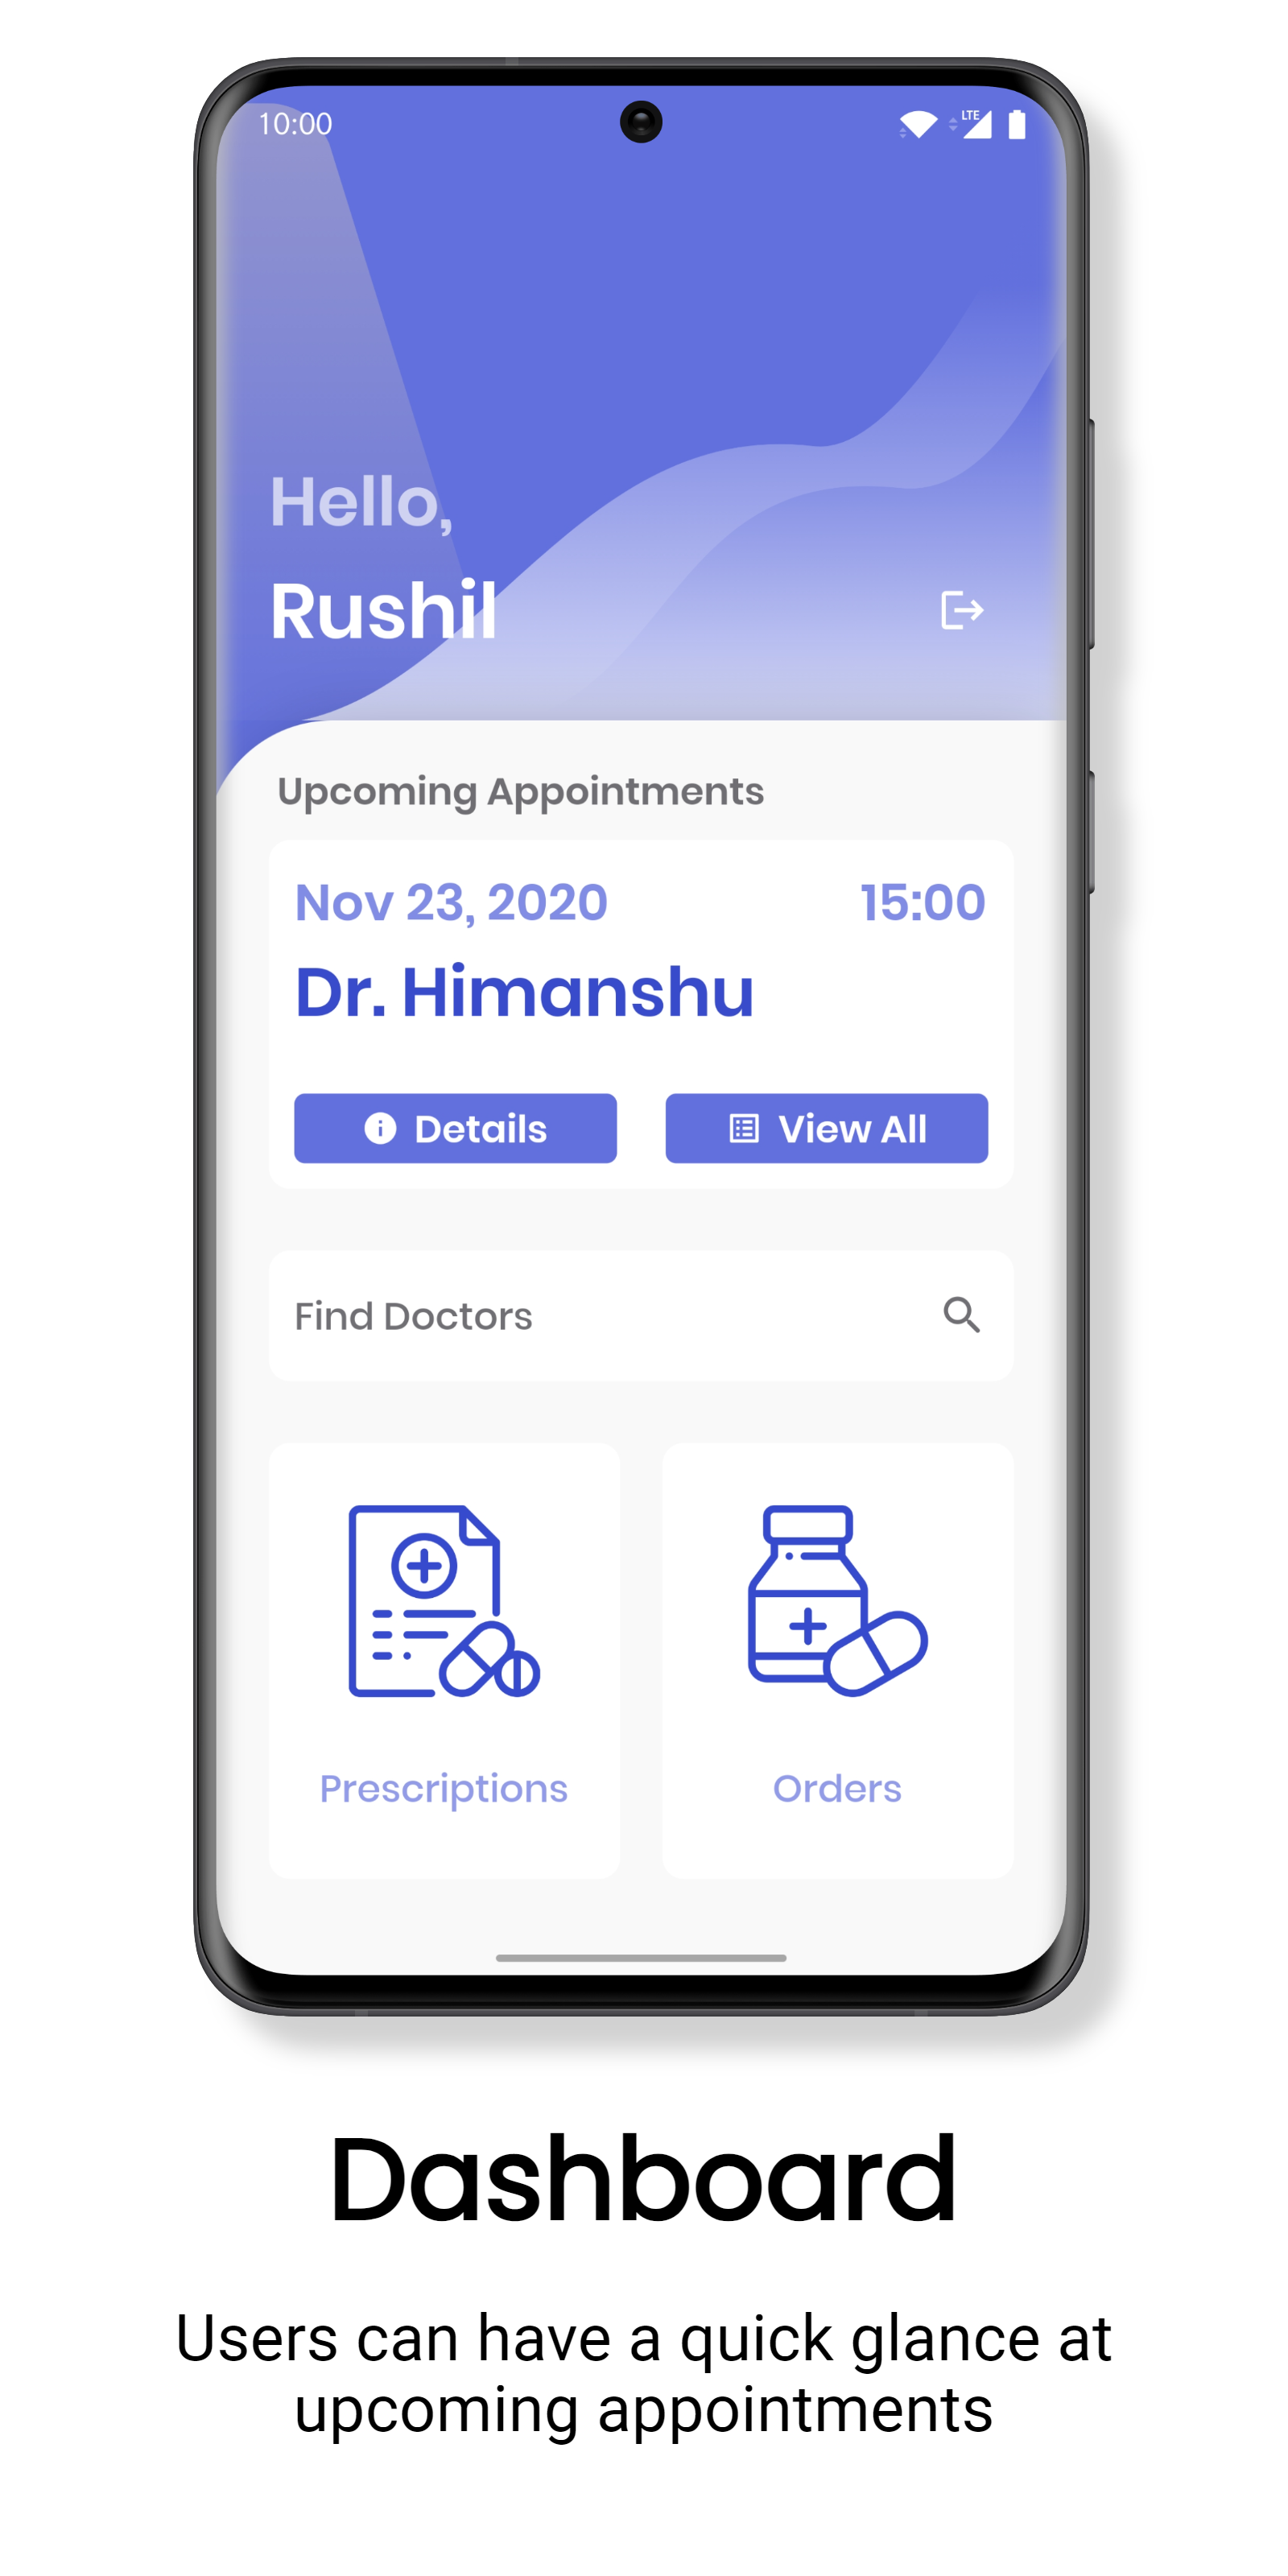 10:00
LTE
Hello,
Rushil
Upcoming Appointments
Nov 23, 2020 15:00
Dr. Himanshu
Details View All
Find Doctors
Prescriptions Orders
Dashboard
Users can have a quick glance at
upcoming appointments